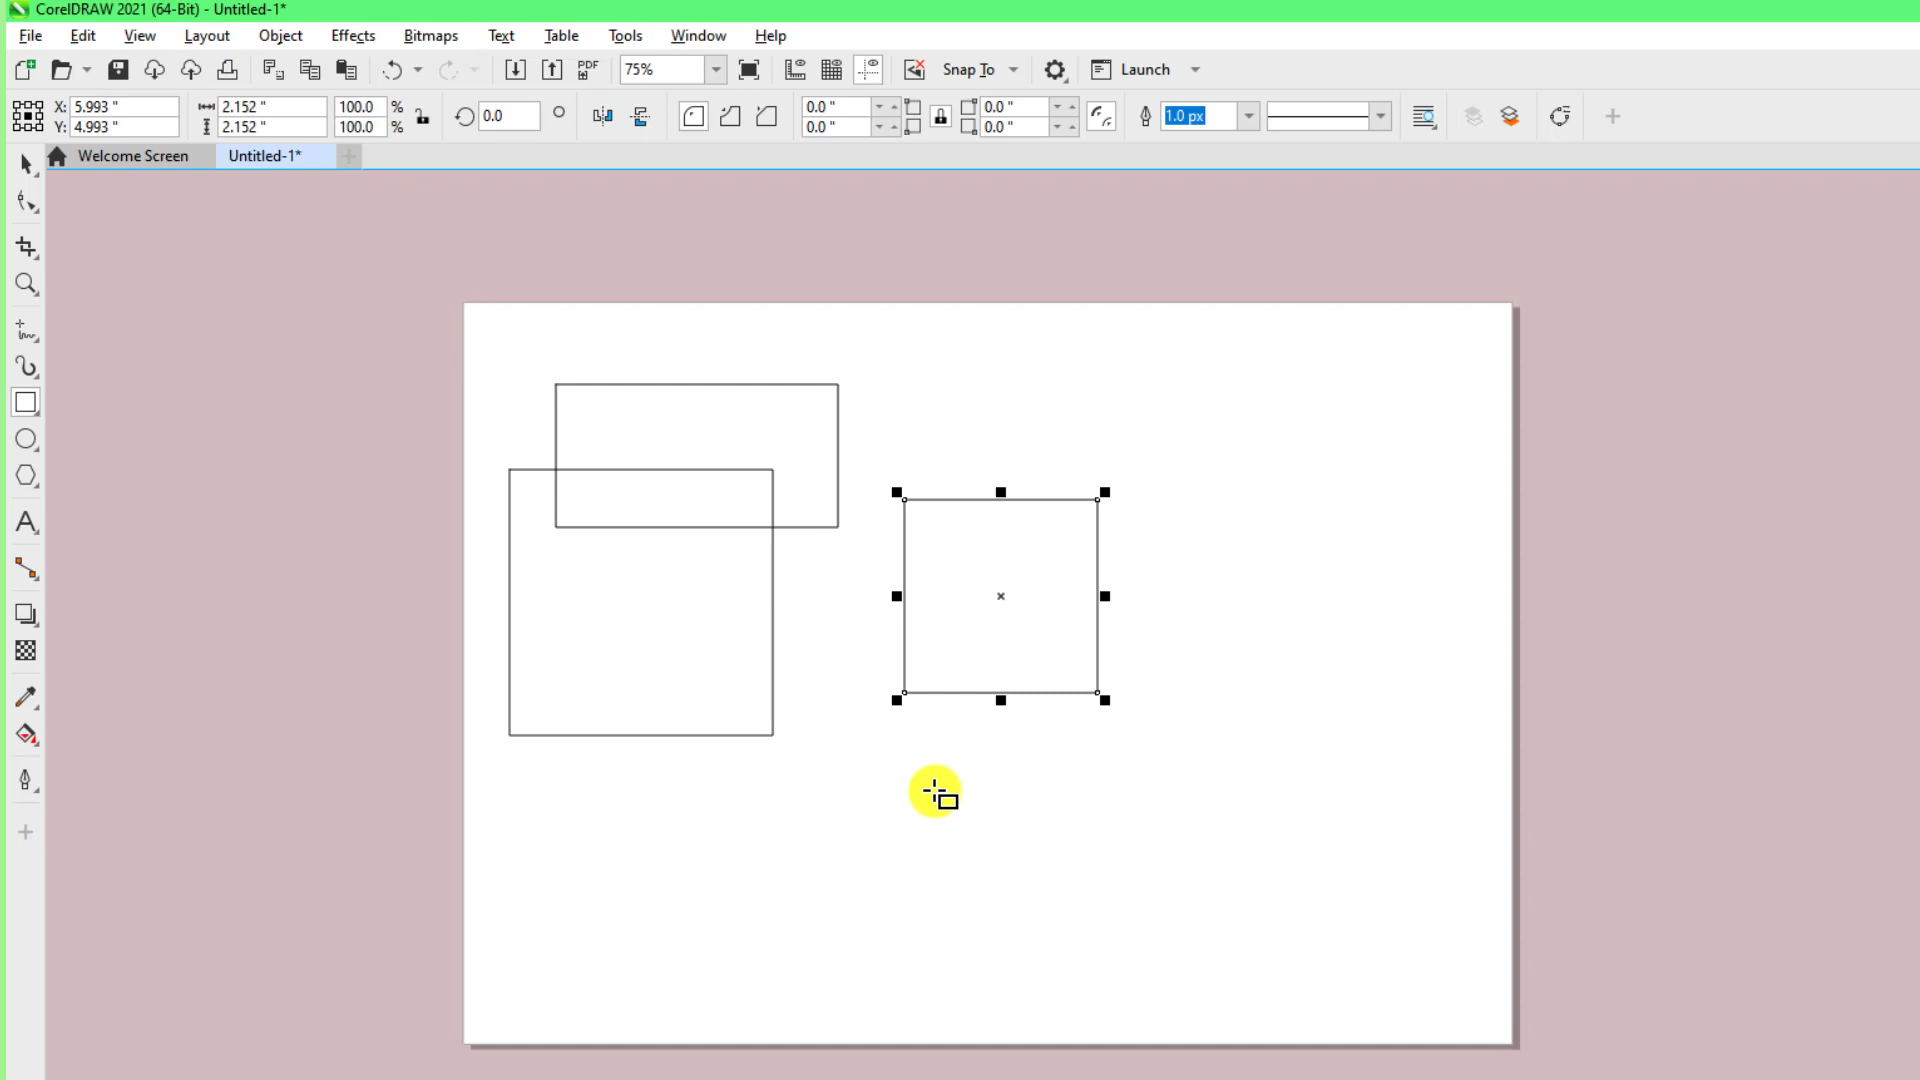 CorelDRAW 2021 (64-Bit) - Untitled-1*
File Edit View Layout Object Effects Bitmaps Text Table Tools Window Help
PDF 75% Snap To Launch
X: 5.993 " 2.152 " 100.0 % 0.0 0.0 " 0.0 " 1.0 px
Y: 4.993 " 2.152 " 100.0 % 0.0 " 0.0 "
Welcome Screen Untitled-1*